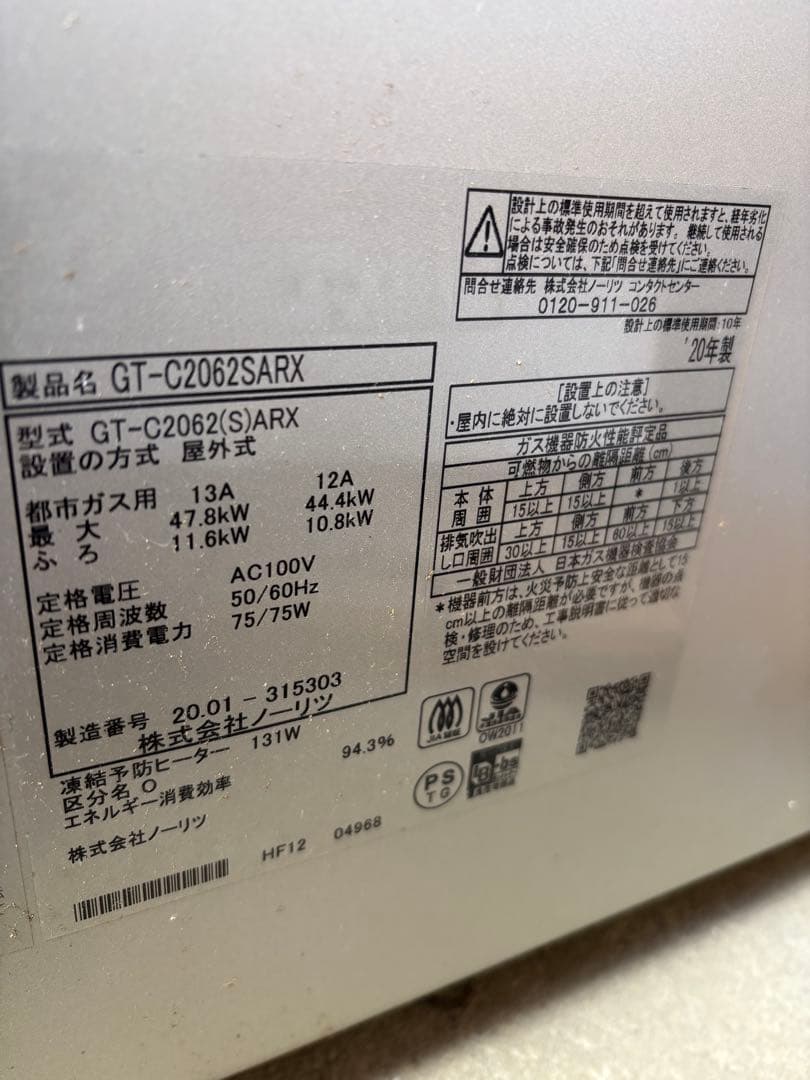 設計上の標準使用期間を超えて使用されますと、経年劣化
による事故発生のおそれがあります。継続して使用される
場合は安全確保のため点検を受けてください。
点検については、下記「問合せ連絡先」にご連絡ください。
問合せ連絡先 株式会社ノーリツ コンタクトセンター
0120-911-026
設計上の標準使用期間:10年
'20年製
製品名 GT-C2062SARX
型式 GT-C2062(S)ARX
設置の方式 屋外式
都市ガス用 13A 12A
最大 47.8kW 44.4kW
ふろ 11.6kW 10.8kW
定格電圧 AC100V
定格周波数 50/60Hz
定格消費電力 75/75W
製造番号 20.01-315303
株式会社ノーリツ
凍結予防ヒーター 131W
区分名 O
エネルギー消費効率 94.3%
株式会社ノーリツ
HF12 04968
[設置上の注意]
・屋内に絶対に設置しないでください。
ガス機器防火性能評定品
可燃物からの離隔距離(cm)
本体周囲 上方 側方 前方 後方
15以上 15以上 * 1以上
排気吹出し口周囲 上方 側方 前方 下方
30以上 15以上 60以上 15以上
一般財団法人 日本ガス機器検査協会
*機器前方は、火災予防上安全な距離として15
cm以上の離隔距離が必要ですが、機器の点
検・修理のため、工事説明書に従って適切な
空間を設けてください。
JIA
OW2011
PS
TG